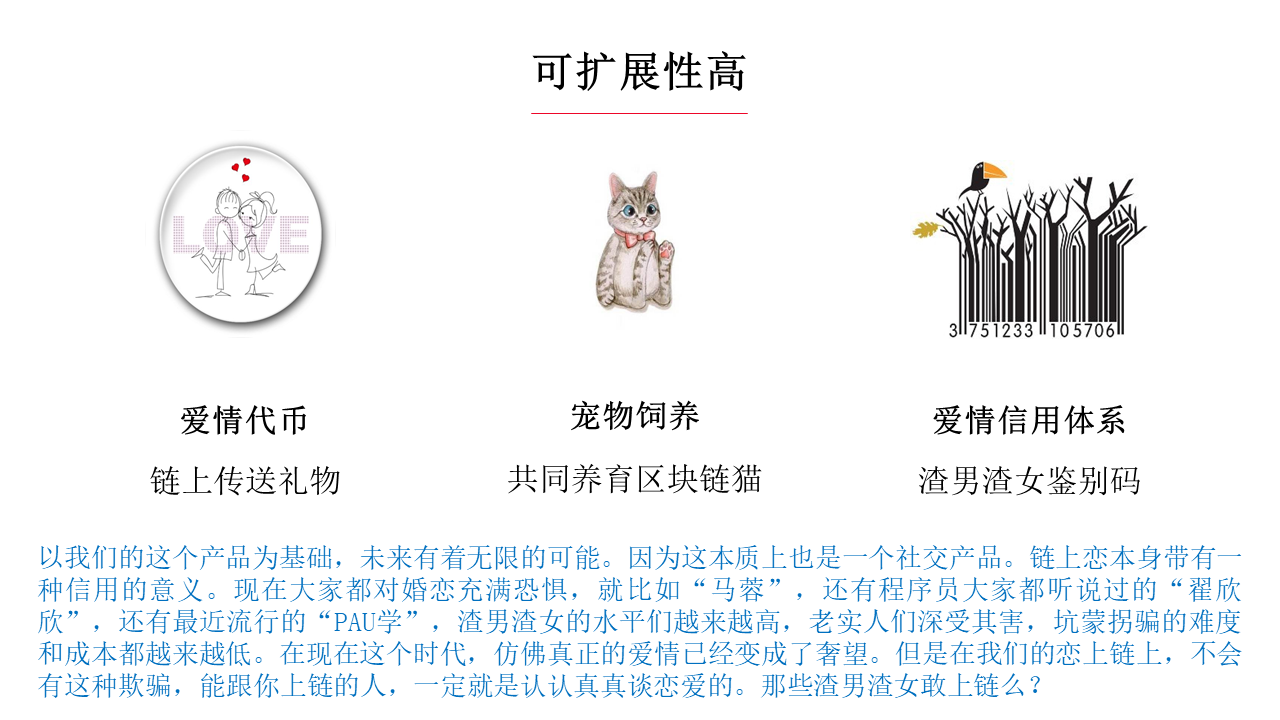 可扩展性高
LOVE
3 751233 105706
爱情代币
宠物饲养
爱情信用体系
链上传送礼物
共同养育区块链猫
渣男渣女鉴别码
以我们的这个产品为基础，未来有着无限的可能。因为这本质上也是一个社交产品。链上恋本身带有一
种信用的意义。现在大家都对婚恋充满恐惧，就比如“马蓉”，还有程序员大家都听说过的“翟欣
欣”，还有最近流行的“PAU学”，渣男渣女的水平们越来越高，老实人们深受其害，坑蒙拐骗的难度
和成本都越来越低。在现在这个时代，仿佛真正的爱情已经变成了奢望。但是在我们的恋上链上，不会
有这种欺骗，能跟你上链的人，一定就是认认真真谈恋爱的。那些渣男渣女敢上链么？